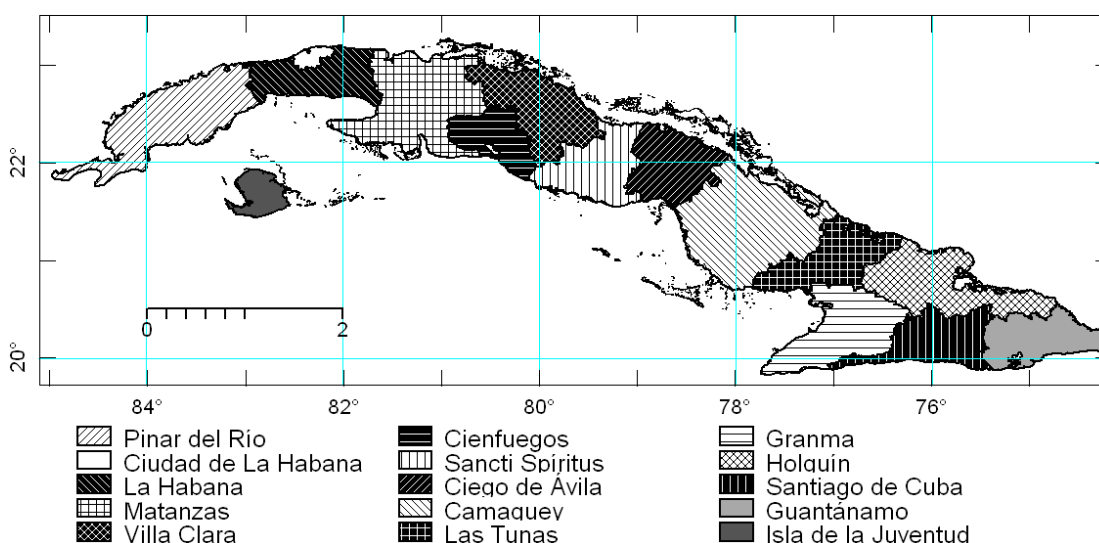 22°
20°
0 2
84° 82° 80° 78° 76°
Pinar del Río
Ciudad de La Habana
La Habana
Matanzas
Villa Clara
Cienfuegos
Sancti Spíritus
Ciego de Ávila
Camaguey
Las Tunas
Granma
Holguín
Santiago de Cuba
Guantánamo
Isla de la Juventud